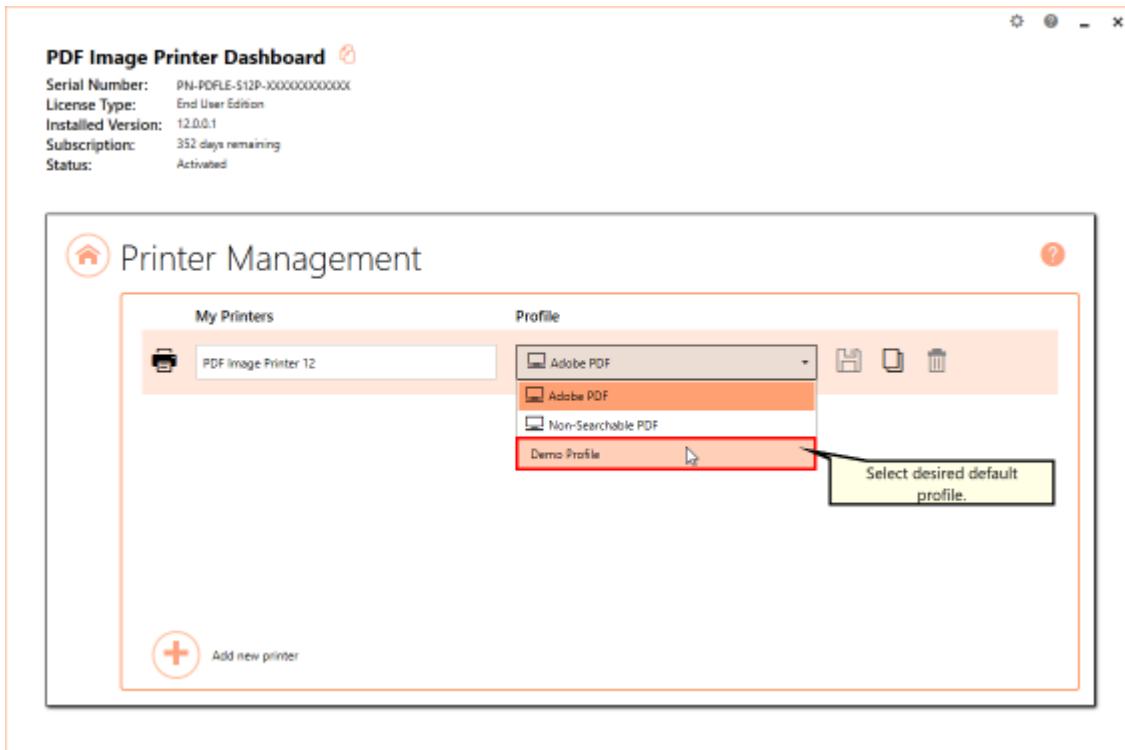 PDF Image Printer Dashboard
Serial Number: PN-PDFLE-S12P-XXXXXXXXXXXX
License Type: End User Edition
Installed Version: 12.0.0.1
Subscription: 352 days remaining
Status: Activated
Printer Management
My Printers Profile
PDF Image Printer 12 Adobe PDF
Adobe PDF
Non-Searchable PDF
Demo Profile
Select desired default
profile.
Add new printer